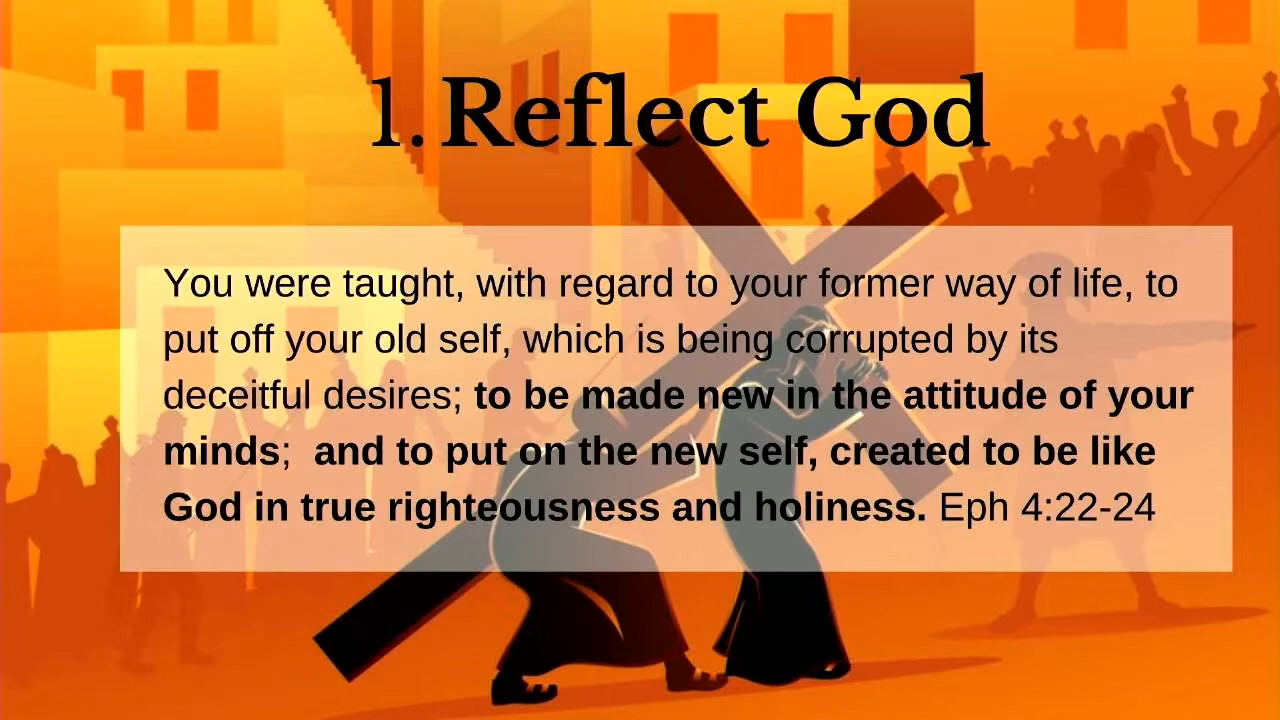 1. Reflect God
You were taught, with regard to your former way of life, to
put off your old self, which is being corrupted by its
deceitful desires; to be made new in the attitude of your
minds;  and to put on the new self, created to be like
God in true righteousness and holiness. Eph 4:22-24